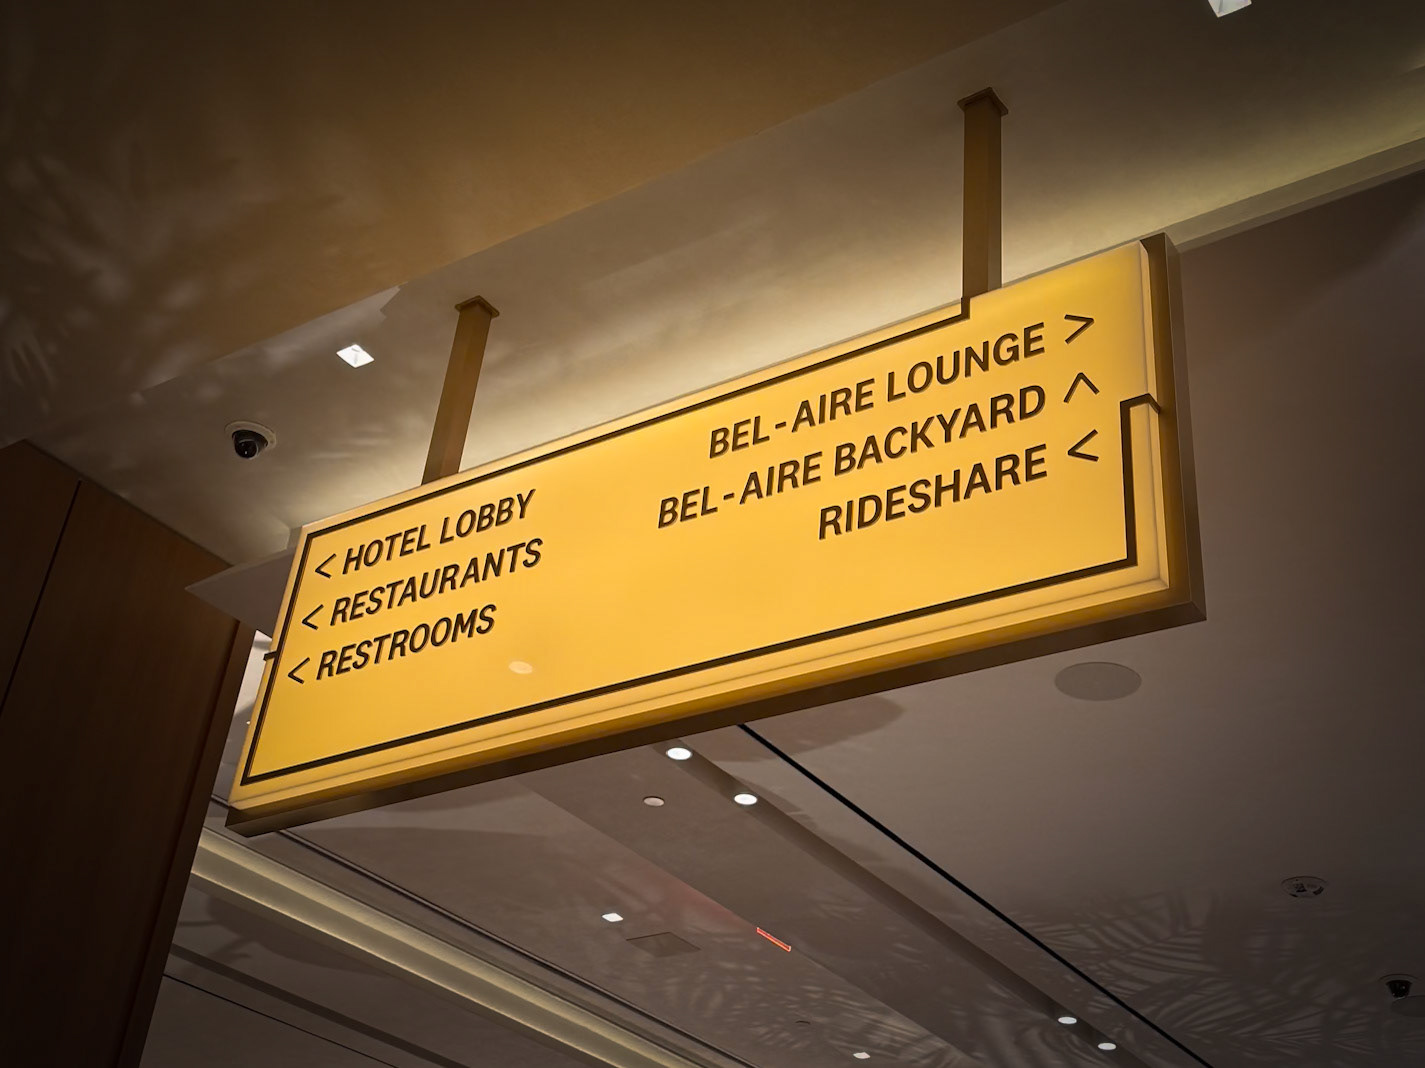 < HOTEL LOBBY
< RESTAURANTS
< RESTROOMS
BEL-AIRE LOUNGE >
BEL-AIRE BACKYARD ^
RIDESHARE <